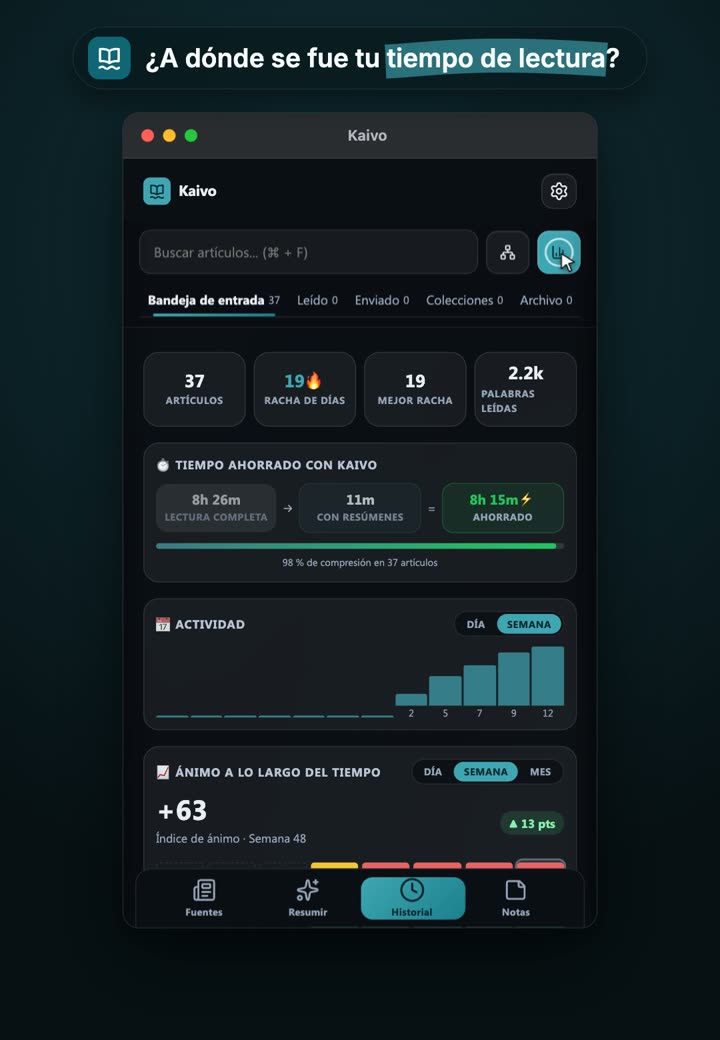 ¿A dónde se fue tu tiempo de lectura?
Kaivo
Kaivo
Buscar artículos... (⌘ + F)
Bandeja de entrada 37 Leído 0 Enviado 0 Colecciones 0 Archivo 0
37
ARTÍCULOS
19🔥
RACHA DE DÍAS
19
MEJOR RACHA
2.2k
PALABRAS
LEÍDAS
TIEMPO AHORRADO CON KAIVO
8h 26m
LECTURA COMPLETA
→
11m
CON RESÚMENES
=
8h 15m⚡
AHORRADO
98 % de compresión en 37 artículos
17 ACTIVIDAD
DÍA SEMANA
2 5 7 9 12
ÁNIMO A LO LARGO DEL TIEMPO
DÍA SEMANA MES
+63
▲ 13 pts
Índice de ánimo · Semana 48
Fuentes Resumir Historial Notas